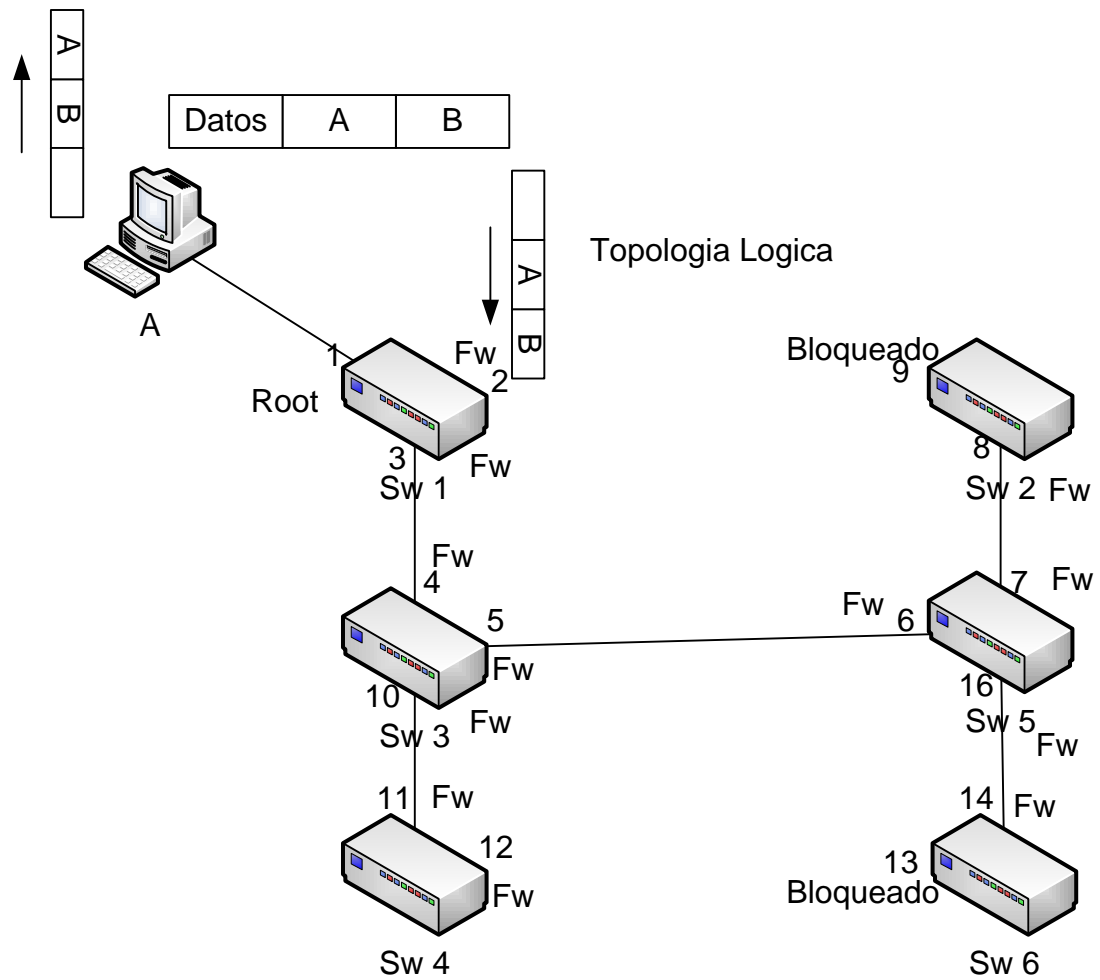 A
B
Datos A B
A
B
Topologia Logica
A
1
Fw
2
Root
3
Fw
Sw 1
Bloqueado
9
8
Sw 2 Fw
Fw
4
5
Fw
Fw
6
7
Fw
10
Fw
Sw 3
16
Sw 5
Fw
11 Fw
12
Fw
Sw 4
14
Fw
13
Bloqueado
Sw 6